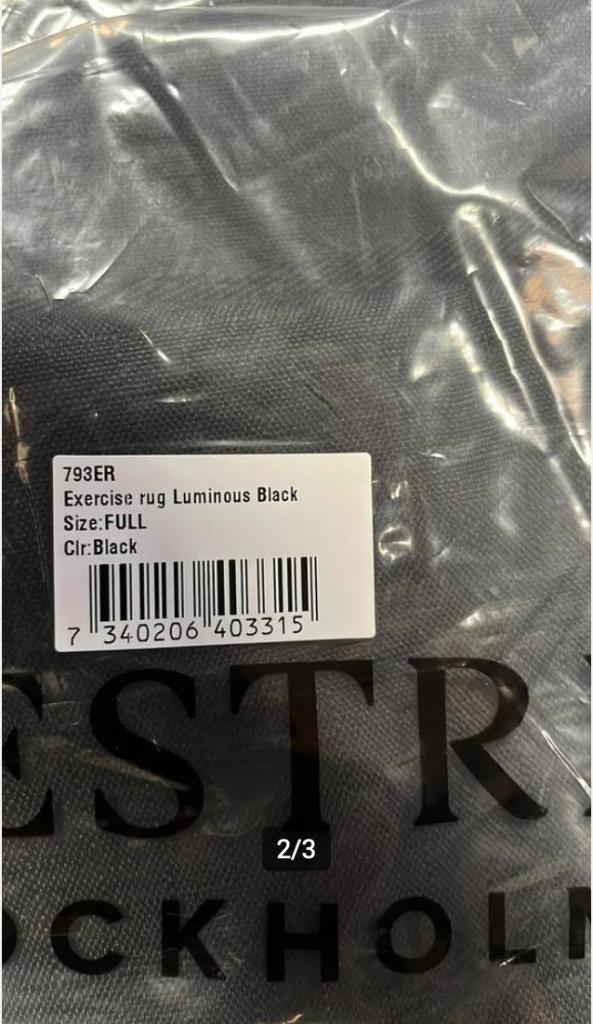 793ER
Exercise rug Luminous Black
Size:FULL
Clr:Black
7 340206 403315
ESTR
2/3
OCKHOLM